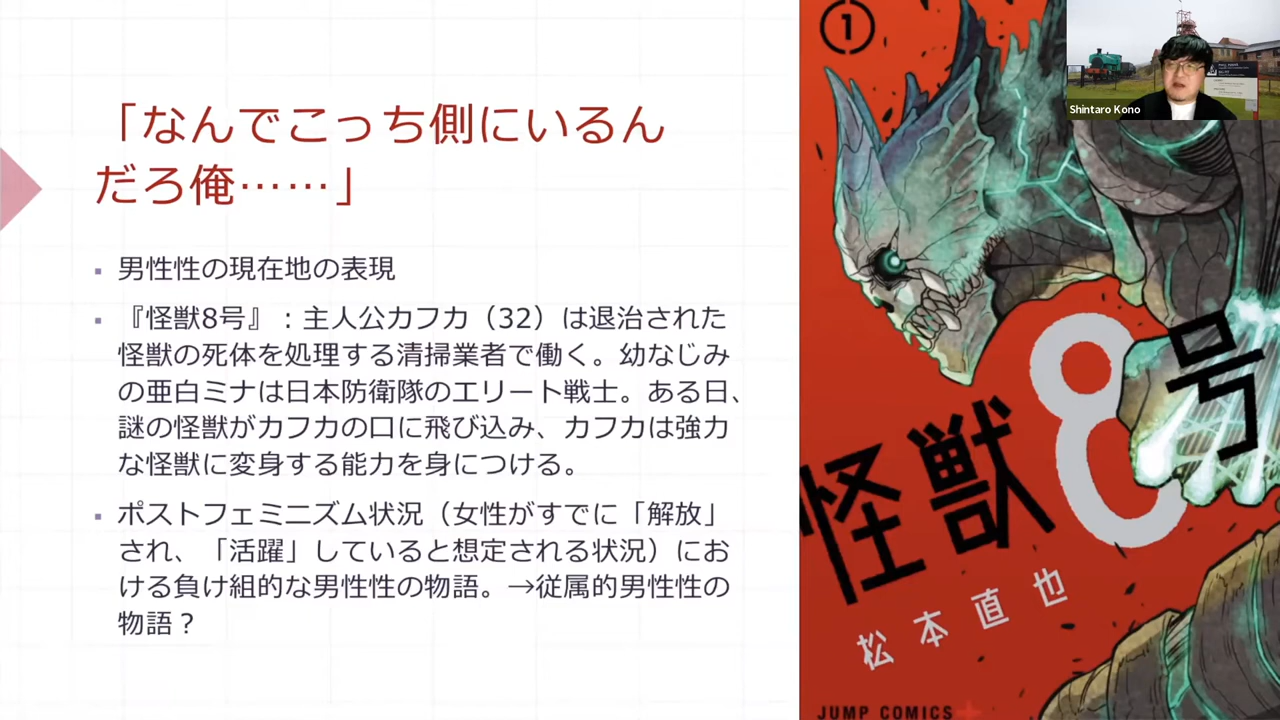 「なんでこっち側にいるん
だろ俺……」
▪ 男性性の現在地の表現
▪ 『怪獣8号』：主人公カフカ（32）は退治された
怪獣の死体を処理する清掃業者で働く。幼なじみ
の亜白ミナは日本防衛隊のエリート戦士。ある日、
謎の怪獣がカフカの口に飛び込み、カフカは強力
な怪獣に変身する能力を身につける。
▪ ポストフェミニズム状況（女性がすでに「解放」
され、「活躍」していると想定される状況）にお
ける負け組的な男性性の物語。→従属的男性性の
物語？
1
Shintaro Kono
怪獣8号
松本直也
JUMP COMICS+